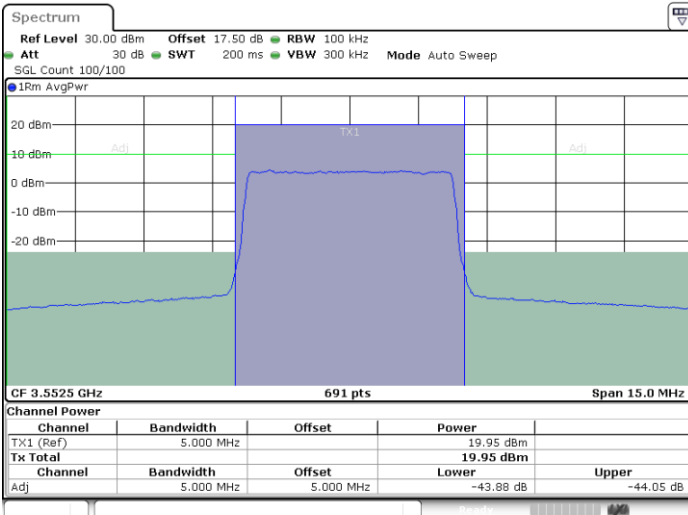 Spectrum
Ref Level 30.00 dBm Offset 17.50 dB RBW 100 kHz
Att 30 dB SWT 200 ms VBW 300 kHz Mode Auto Sweep
SGL Count 100/100
1Rm AvgPwr
20 dBm
TX1
Adj Adj
10 dBm
0 dBm
-10 dBm
-20 dBm
CF 3.5525 GHz 691 pts Span 15.0 MHz
Channel Power
Channel Bandwidth Offset Power
TX1 (Ref) 5.000 MHz 19.95 dBm
Tx Total 19.95 dBm
Channel Bandwidth Offset Lower Upper
Adj 5.000 MHz 5.000 MHz -43.88 dB -44.05 dB
Ready